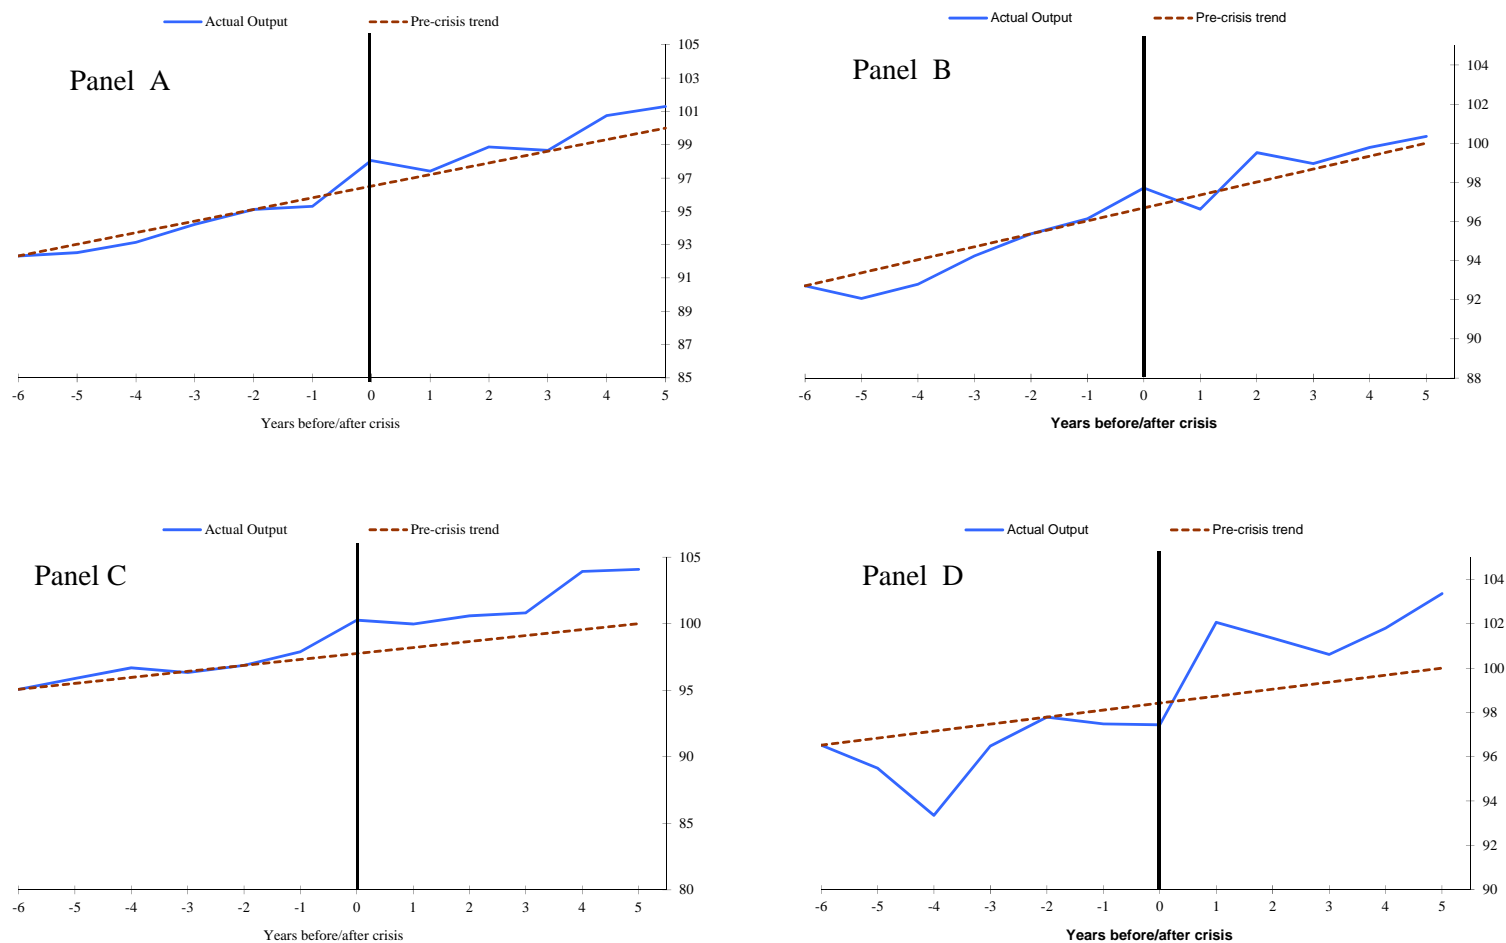 Actual Output Pre-crisis trend
Panel A
105
103
101
99
97
95
93
91
89
87
85
-6 -5 -4 -3 -2 -1 0 1 2 3 4 5
Years before/after crisis
Actual Output Pre-crisis trend
Panel B
104
102
100
98
96
94
92
90
88
-6 -5 -4 -3 -2 -1 0 1 2 3 4 5
Years before/after crisis
Actual Output Pre-crisis trend
Panel C
105
100
95
90
85
80
-6 -5 -4 -3 -2 -1 0 1 2 3 4 5
Years before/after crisis
Actual Output Pre-crisis trend
Panel D
104
102
100
98
96
94
92
90
-6 -5 -4 -3 -2 -1 0 1 2 3 4 5
Years before/after crisis